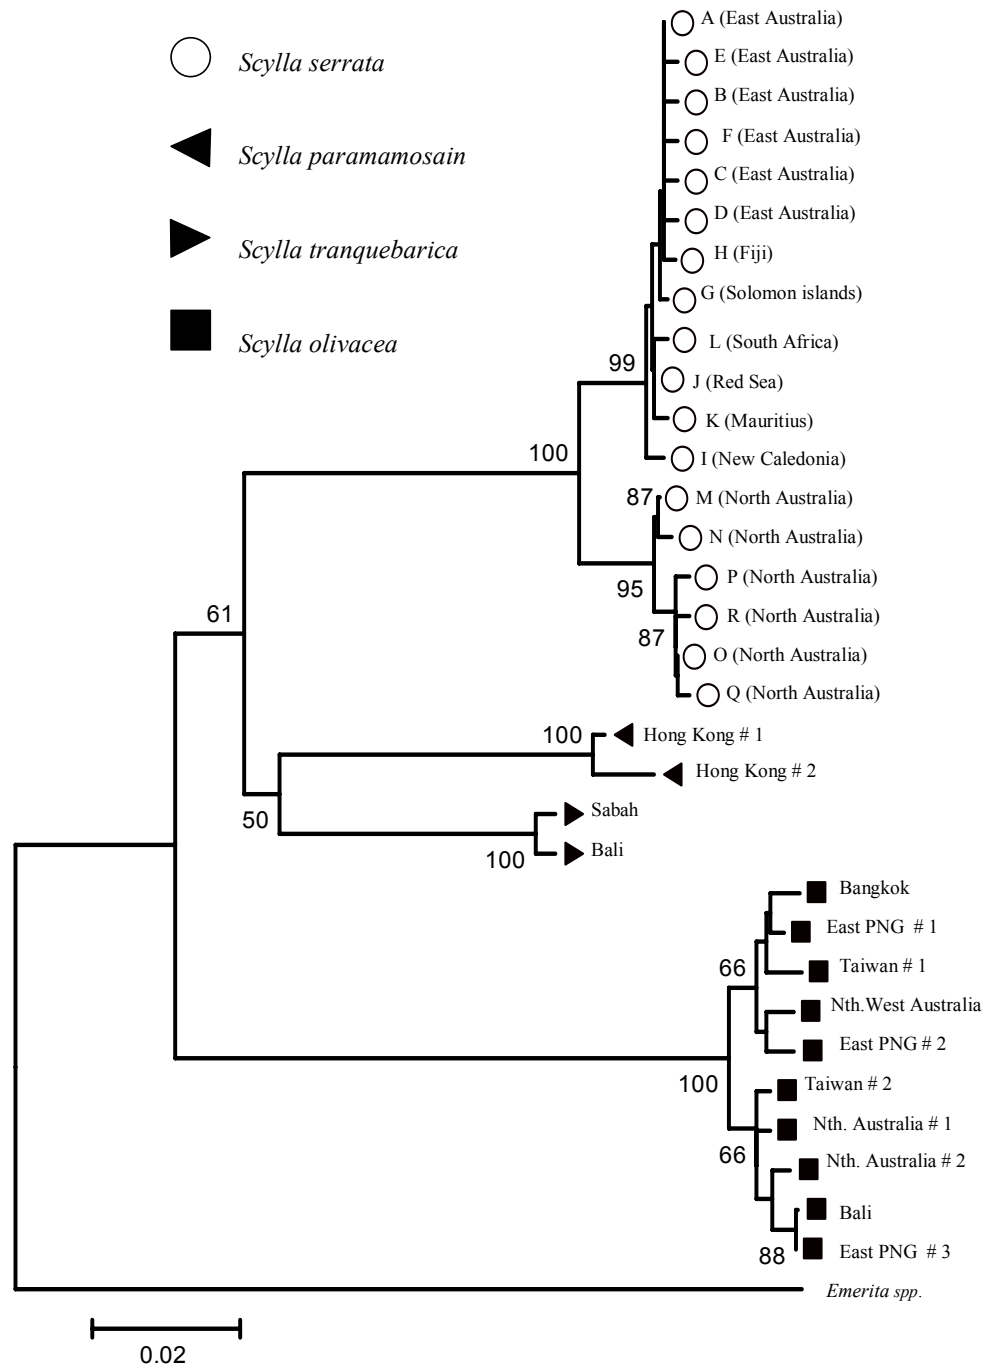 Scylla serrata
Scylla paramamosain
Scylla tranquebarica
Scylla olivacea
A (East Australia)
E (East Australia)
B (East Australia)
F (East Australia)
C (East Australia)
D (East Australia)
H (Fiji)
G (Solomon islands)
L (South Africa)
99
J (Red Sea)
K (Mauritius)
100
I (New Caledonia)
87
M (North Australia)
N (North Australia)
P (North Australia)
95
61
R (North Australia)
87
O (North Australia)
Q (North Australia)
100
Hong Kong # 1
Hong Kong # 2
Sabah
50
Bali
100
Bangkok
East PNG # 1
66
Taiwan # 1
Nth.West Australia
East PNG # 2
100
Taiwan # 2
Nth. Australia # 1
66
Nth. Australia # 2
Bali
88
East PNG # 3
Emerita spp.
0.02